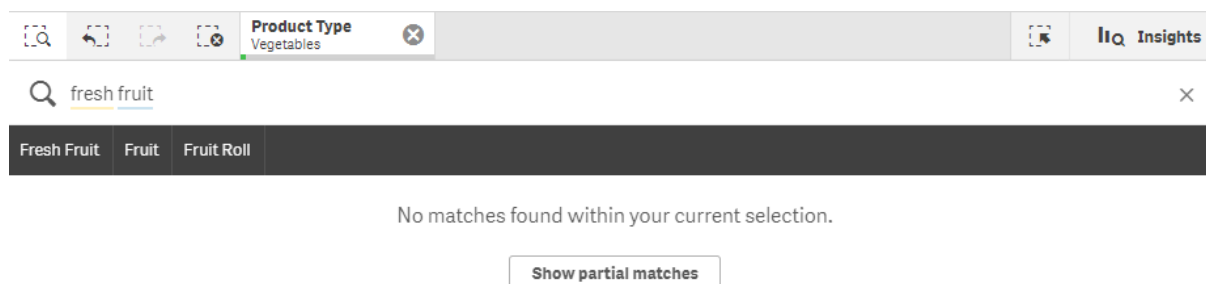 Product Type
Vegetables
Insights
fresh fruit
Fresh Fruit Fruit Fruit Roll
No matches found within your current selection.
Show partial matches